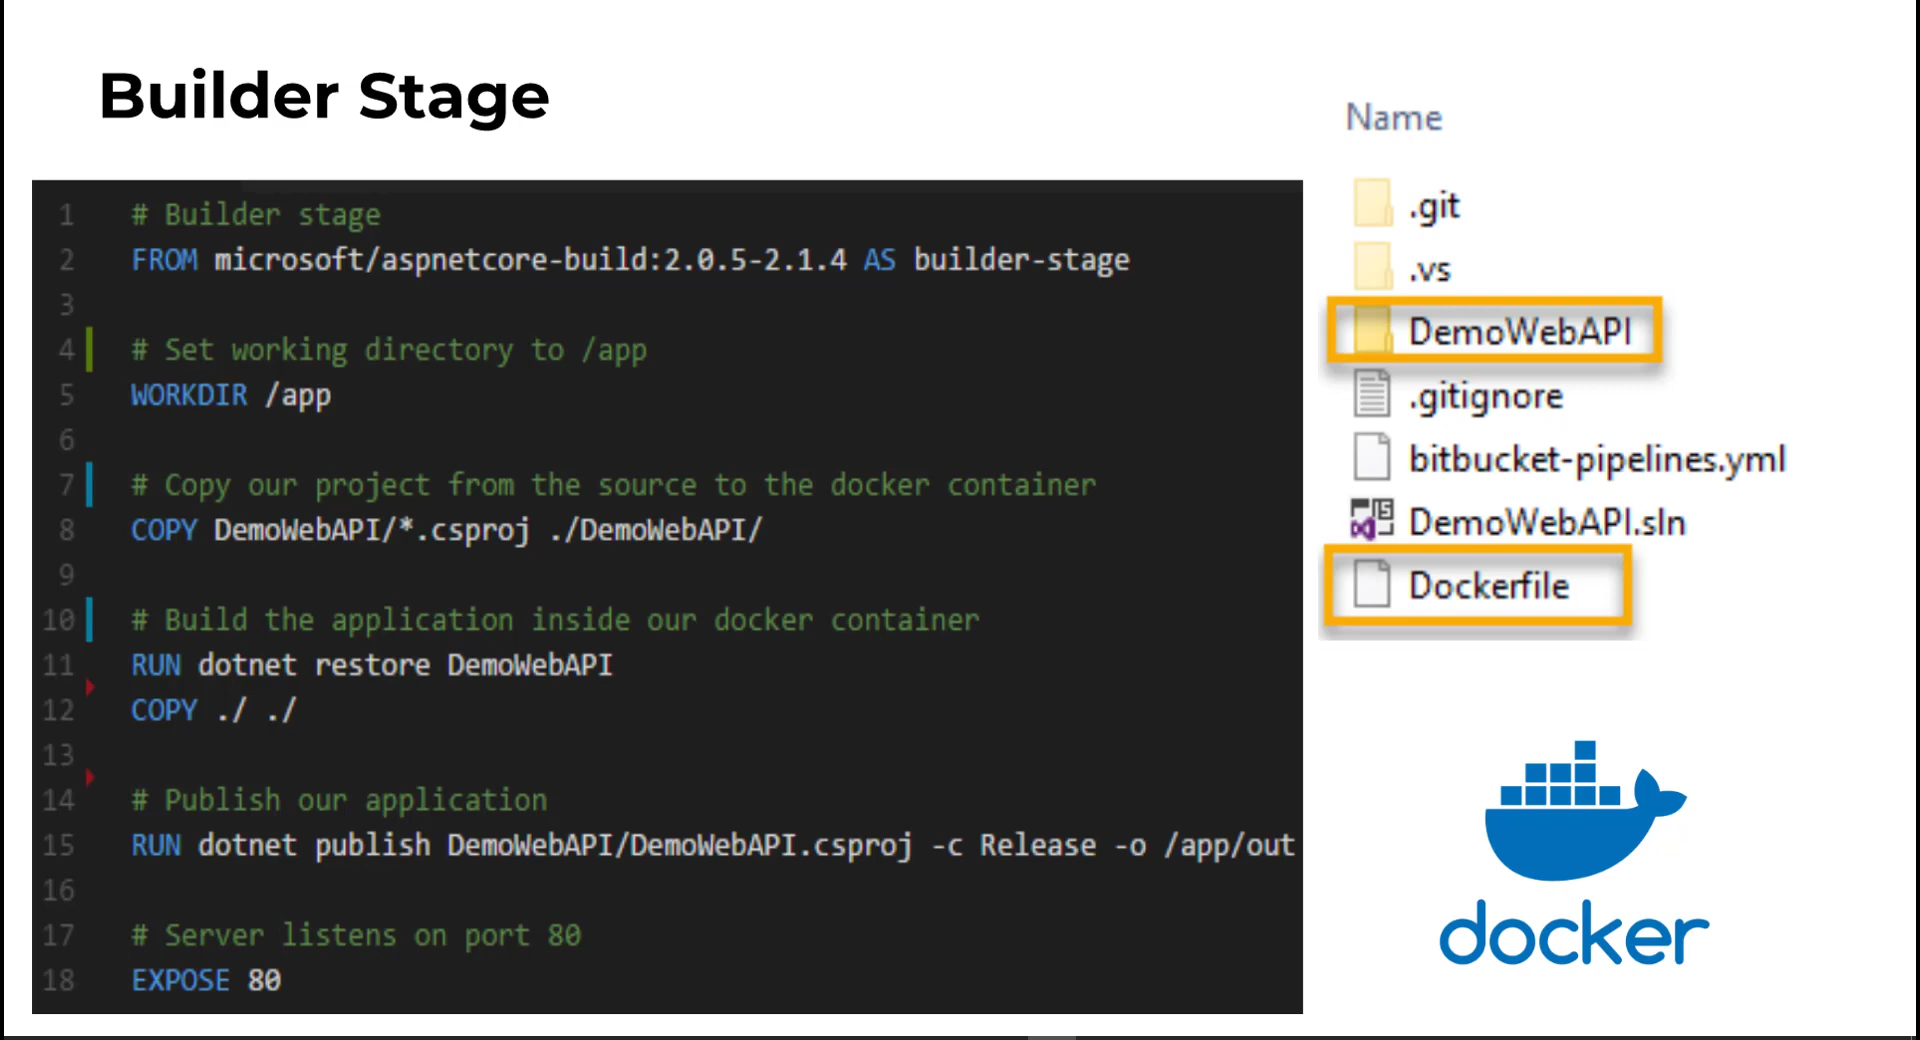 Builder Stage
1 # Builder stage
2 FROM microsoft/aspnetcore-build:2.0.5-2.1.4 AS builder-stage
3
4 # Set working directory to /app
5 WORKDIR /app
6
7 # Copy our project from the source to the docker container
8 COPY DemoWebAPI/*.csproj ./DemoWebAPI/
9
10 # Build the application inside our docker container
11 RUN dotnet restore DemoWebAPI
12 COPY ./ ./
13
14 # Publish our application
15 RUN dotnet publish DemoWebAPI/DemoWebAPI.csproj -c Release -o /app/out
16
17 # Server listens on port 80
18 EXPOSE 80
Name
.git
.vs
DemoWebAPI
.gitignore
bitbucket-pipelines.yml
DemoWebAPI.sln
Dockerfile
docker